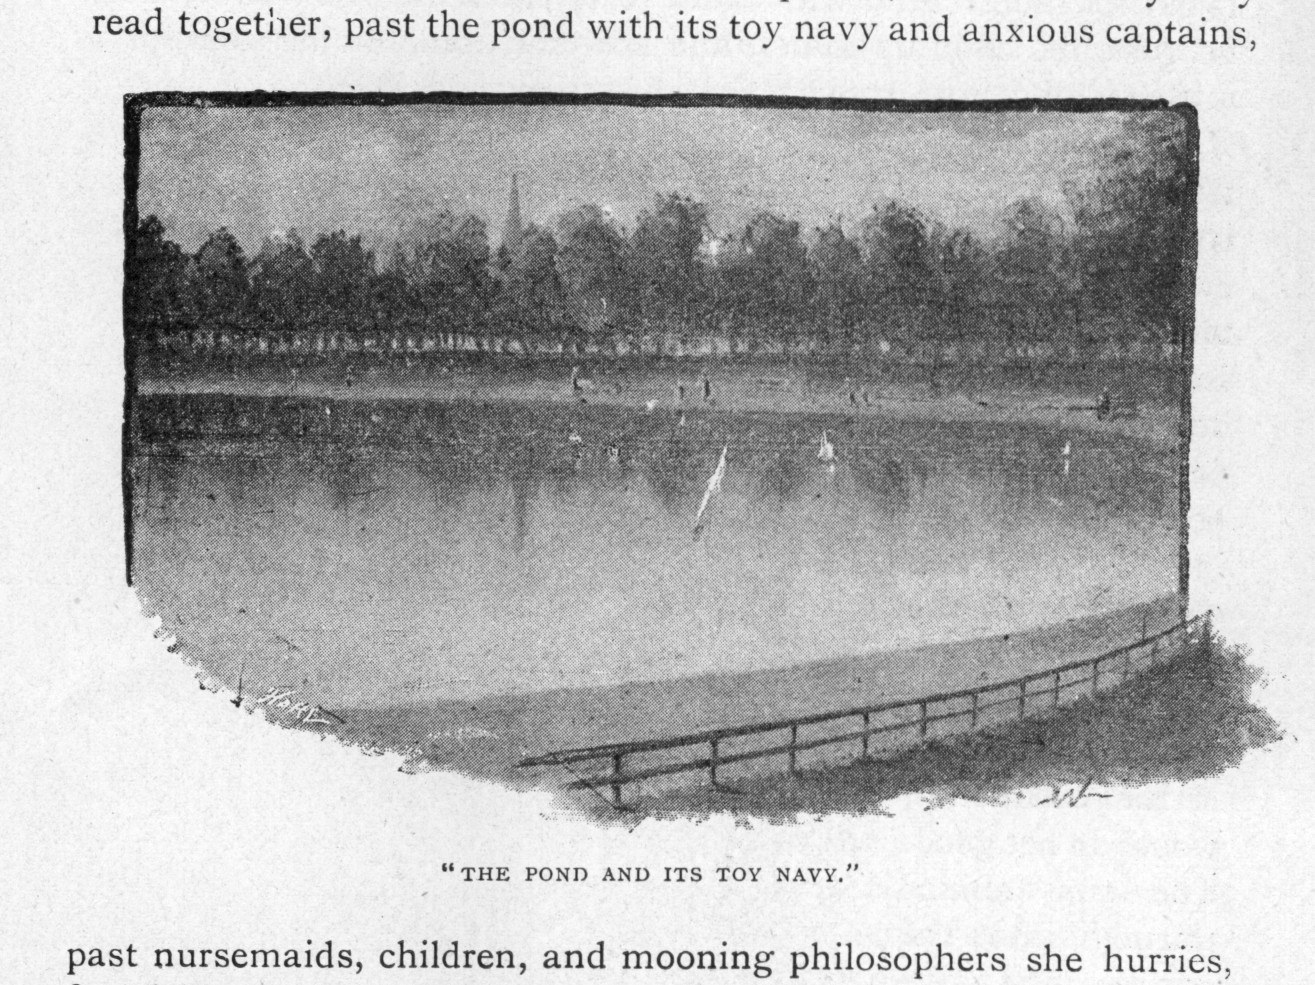 read together, past the pond with its toy navy and anxious captains,
HARE
“THE POND AND ITS TOY NAVY.”
past nursemaids, children, and mooning philosophers she hurries,